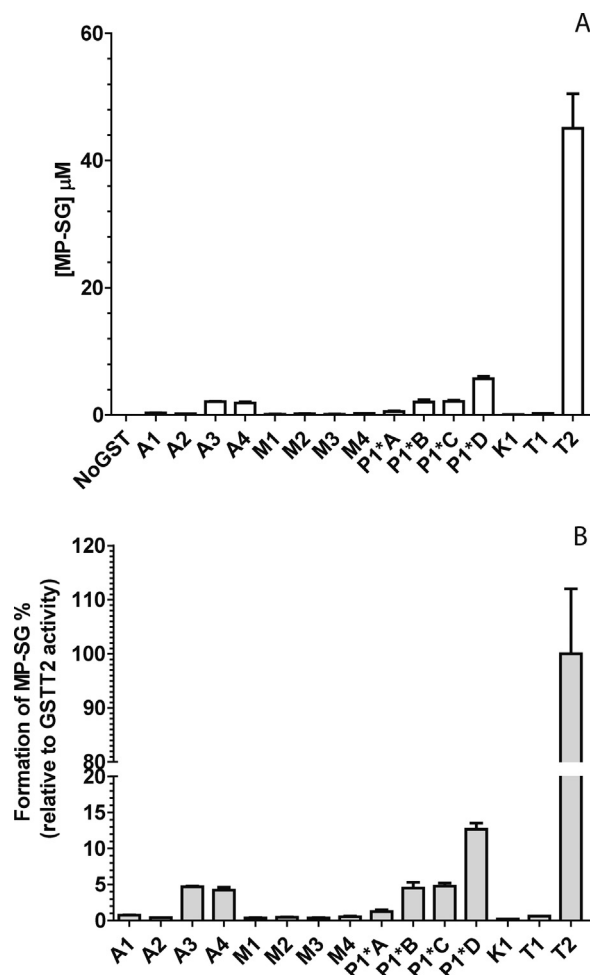 A
60
40
20
0
[MP-SG] μM
NoGST A1 A2 A3 A4 M1 M2 M3 M4 P1*A P1*B P1*C P1*D K1 T1 T2
B
120
110
100
90
80
20
15
10
5
0
Formation of MP-SG %
(relative to GSTT2 activity)
A1 A2 A3 A4 M1 M2 M3 M4 P1*A P1*B P1*C P1*D K1 T1 T2